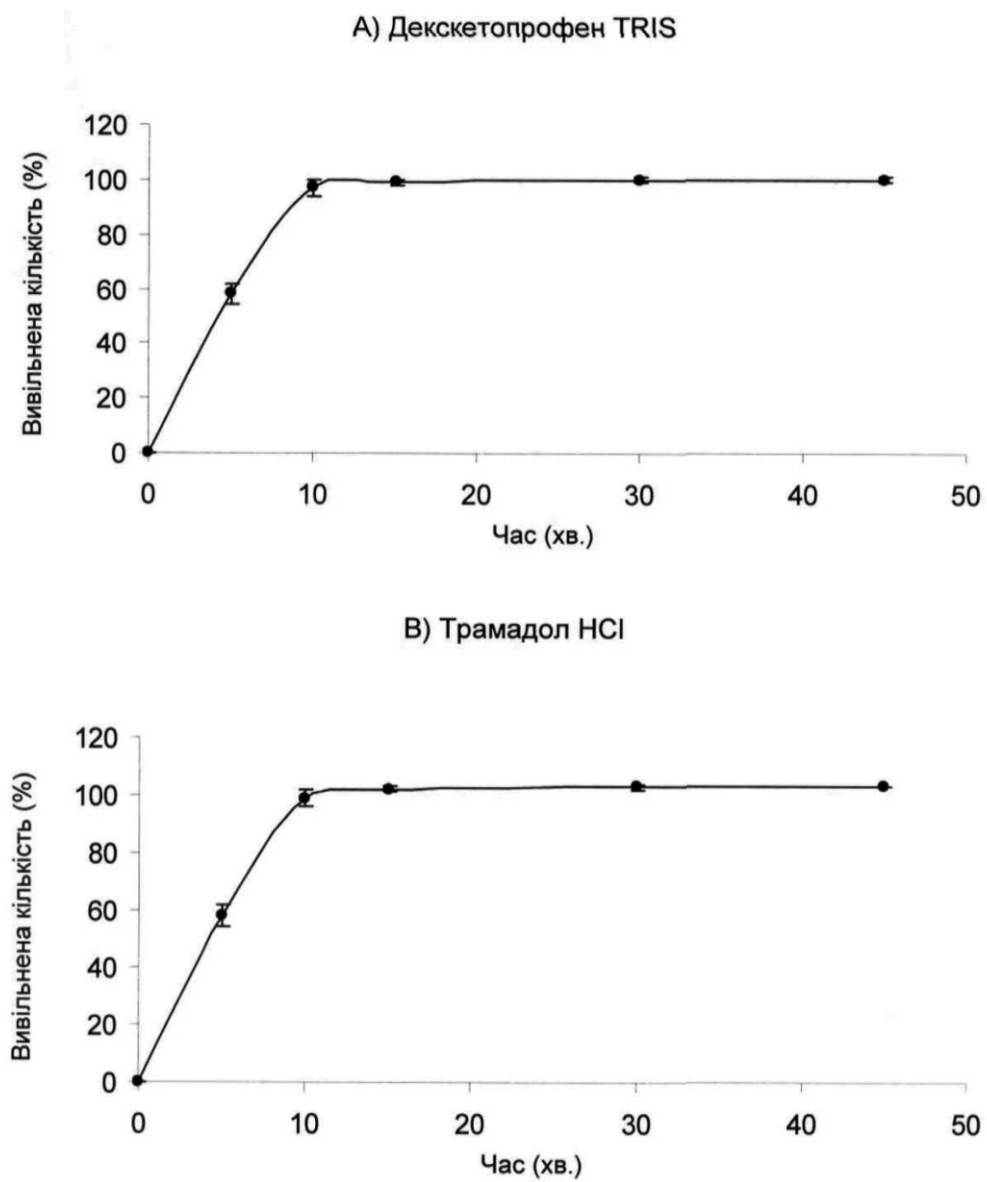 А) Декскетопрофен TRIS
Вивільнена кількість (%)
120
100
80
60
40
20
0
0 10 20 30 40 50
Час (хв.)
В) Трамадол HCl
Вивільнена кількість (%)
120
100
80
60
40
20
0
0 10 20 30 40 50
Час (хв.)